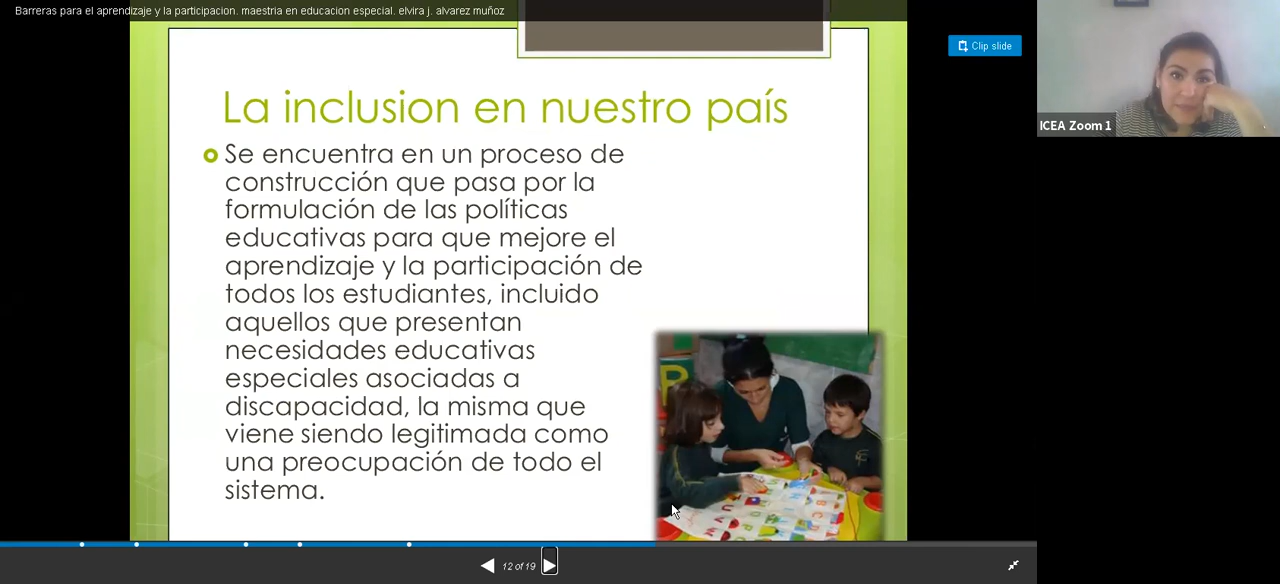 Barreras para el aprendizaje y la participacion. maestria en educacion especial. elvira j. alvarez muñoz
Clip slide
ICEA Zoom 1
La inclusion en nuestro país
Se encuentra en un proceso de
construcción que pasa por la
formulación de las políticas
educativas para que mejore el
aprendizaje y la participación de
todos los estudiantes, incluido
aquellos que presentan
necesidades educativas
especiales asociadas a
discapacidad, la misma que
viene siendo legitimada como
una preocupación de todo el
sistema.
12 of 19